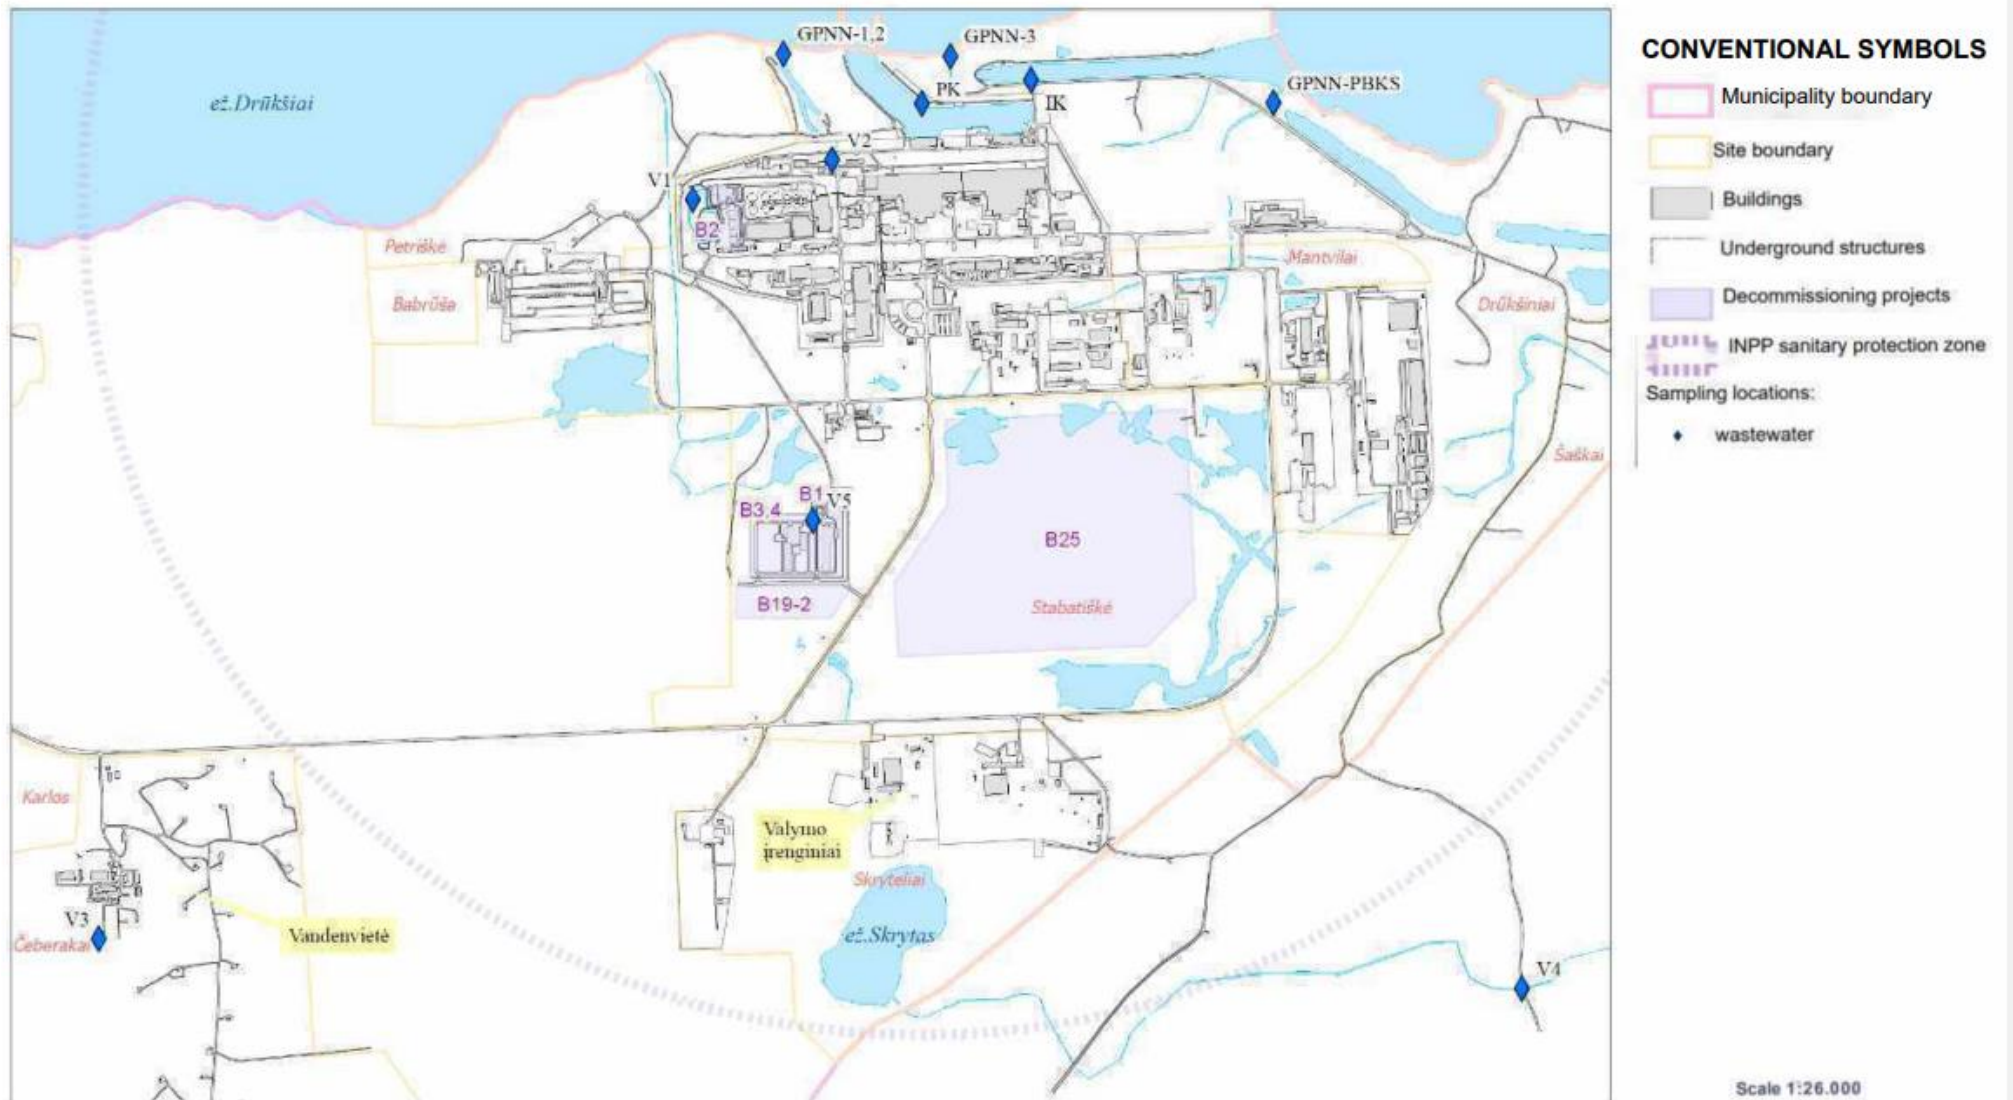 GPNN-1,2
GPNN-3
CONVENTIONAL SYMBOLS
ež.Drūkšiai
PK
IK
GPNN-PBKS
Municipality boundary
V2
Site boundary
V1
Buildings
B2
Petriškė
Mantvilai
Underground structures
Babrūša
Drūkšiniai
Decommissioning projects
INPP sanitary protection zone
Sampling locations:
wastewater
Šaškai
B1
V5
B3,4
B25
B19-2
Stabatiškė
Karlos
Valymo
įrenginiai
Skryteliai
V3
Čeberakai
Vandenvietė
ež.Skrytas
V4
Scale 1:26.000